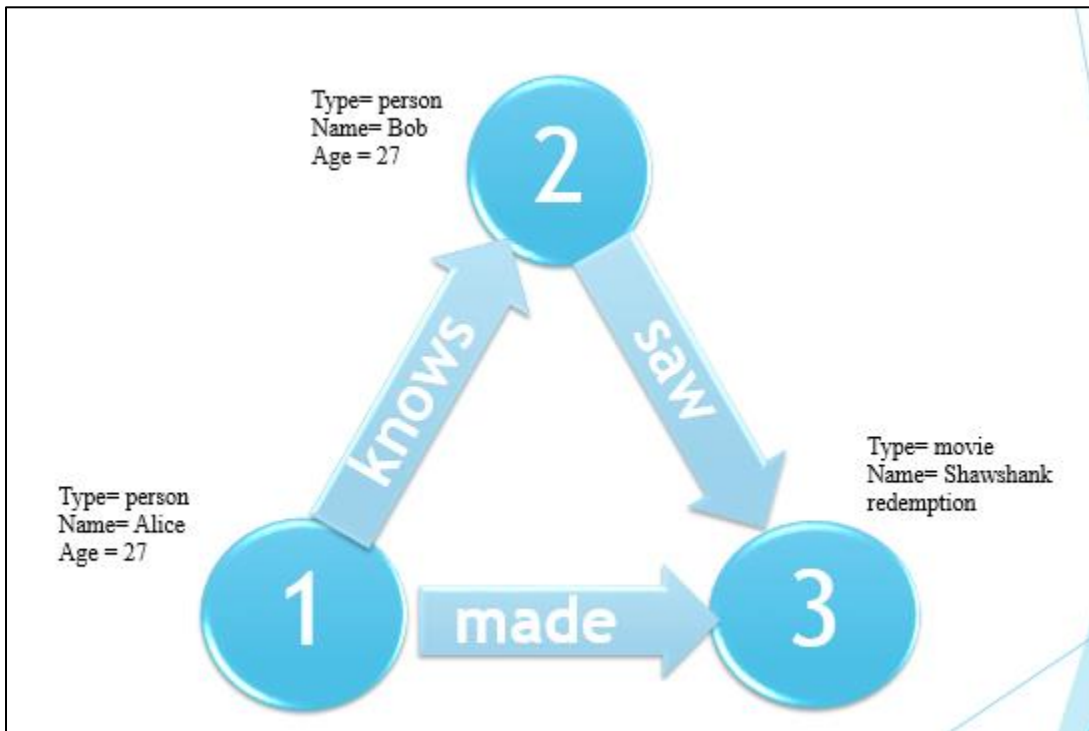 Type= person
Name= Bob
Age = 27
2
knows
saw
Type= movie
Name= Shawshank
redemption
Type= person
Name= Alice
Age = 27
1
made
3